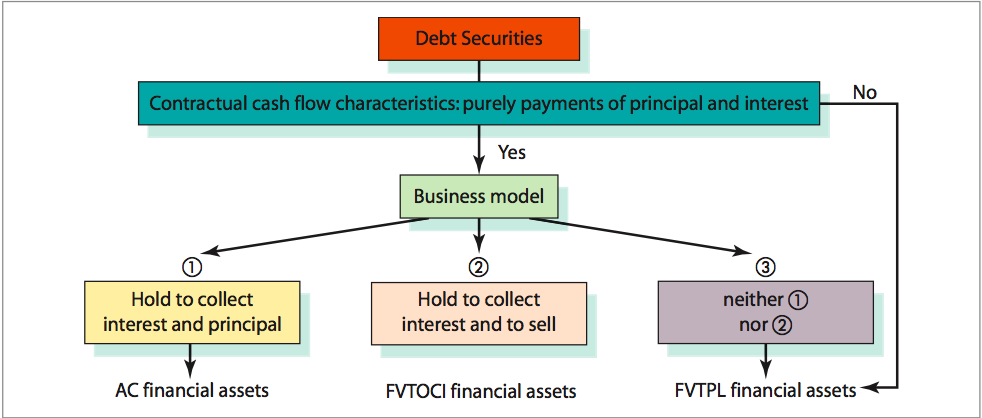 Debt Securities
Contractual cash flow characteristics: purely payments of principal and interest
No
Yes
Business model
①
②
③
Hold to collect
interest and principal
Hold to collect
interest and to sell
neither ①
nor ②
AC financial assets
FVTOCI financial assets
FVTPL financial assets